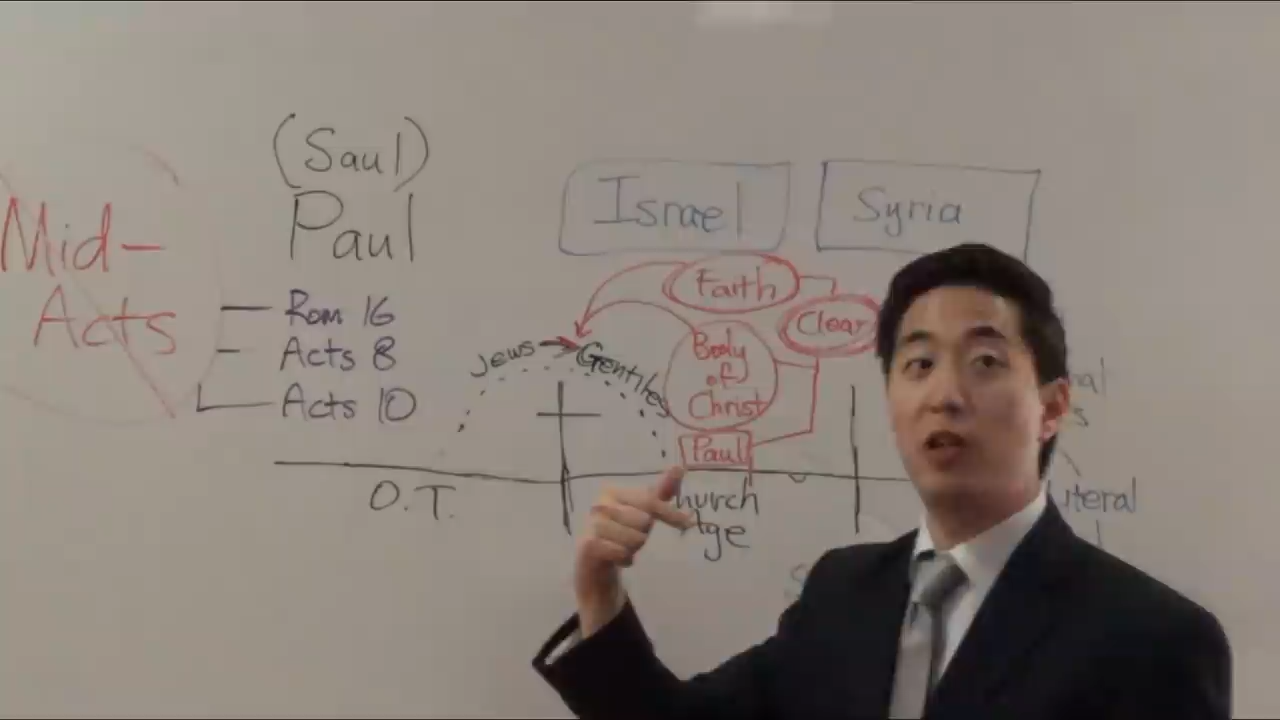 (Saul)
Paul
Mid-
Acts
Rom 16
Acts 8
Acts 10
Israel
Syria
Faith
Clear
Jews
Gentiles
Body
of
Christ
Paul
O.T.